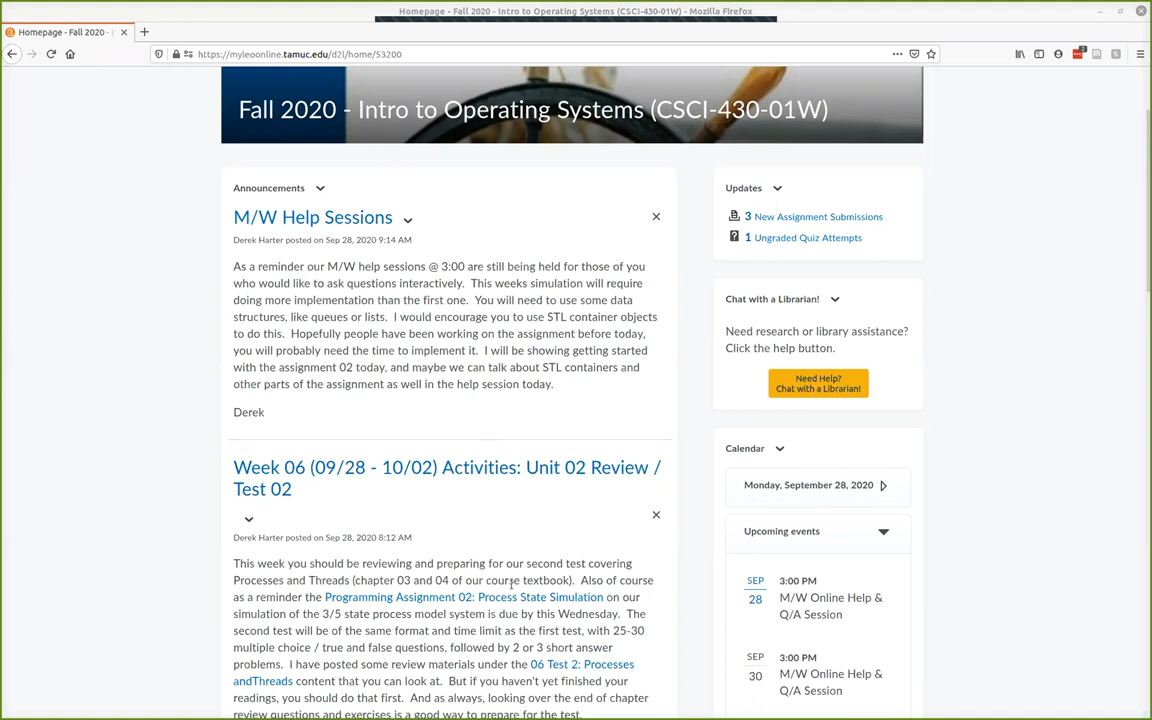 Homepage - Fall 2020 - Intro to Operating Systems (CSCI-430-01W) - Mozilla Firefox
Homepage - Fall 2020 -
https://myleoonline.tamuc.edu/d2l/home/53200
Fall 2020 - Intro to Operating Systems (CSCI-430-01W)
Announcements
M/W Help Sessions
Derek Harter posted on Sep 28, 2020 9:14 AM
As a reminder our M/W help sessions @ 3:00 are still being held for those of you
who would like to ask questions interactively. This weeks simulation will require
doing more implementation than the first one. You will need to use some data
structures, like queues or lists. I would encourage you to use STL container objects
to do this. Hopefully people have been working on the assignment before today,
you will probably need the time to implement it. I will be showing getting started
with the assignment 02 today, and maybe we can talk about STL containers and
other parts of the assignment as well in the help session today.
Derek
Week 06 (09/28 - 10/02) Activities: Unit 02 Review /
Test 02
Derek Harter posted on Sep 28, 2020 8:12 AM
This week you should be reviewing and preparing for our second test covering
Processes and Threads (chapter 03 and 04 of our course textbook). Also of course
as a reminder the Programming Assignment 02: Process State Simulation on our
simulation of the 3/5 state process model system is due by this Wednesday. The
second test will be of the same format and time limit as the first test, with 25-30
multiple choice / true and false questions, followed by 2 or 3 short answer
problems. I have posted some review materials under the 06 Test 2: Processes
andThreads content that you can look at. But if you haven't yet finished your
readings, you should do that first. And as always, looking over the end of chapter
review questions and exercises is a good way to prepare for the test.
Updates
3 New Assignment Submissions
1 Ungraded Quiz Attempts
Chat with a Librarian!
Need research or library assistance?
Click the help button.
Need Help?
Chat with a Librarian!
Calendar
Monday, September 28, 2020
Upcoming events
SEP
28
3:00 PM
M/W Online Help &
Q/A Session
SEP
30
3:00 PM
M/W Online Help &
Q/A Session